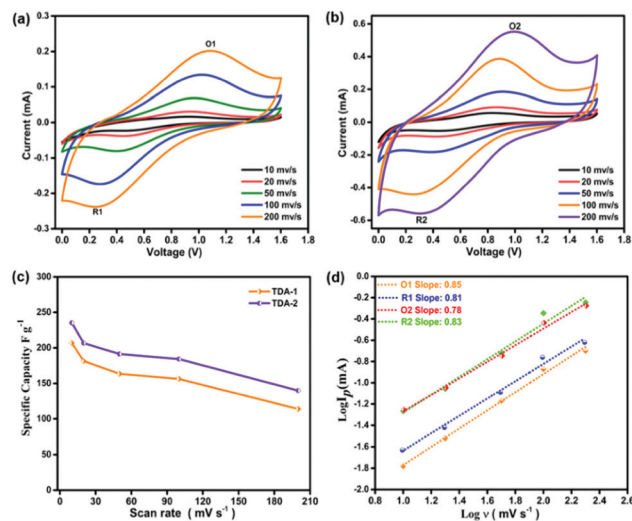 (a)
O1
R1
10 mv/s
20 mv/s
50 mv/s
100 mv/s
200 mv/s
0.3
0.2
0.1
0.0
-0.1
-0.2
-0.3
0.0 0.2 0.4 0.6 0.8 1.0 1.2 1.4 1.6 1.8
Current (mA)
Voltage (V)
(b)
O2
R2
10 mv/s
20 mv/s
50 mv/s
100 mv/s
200 mv/s
0.6
0.4
0.2
0.0
-0.2
-0.4
-0.6
0.0 0.2 0.4 0.6 0.8 1.0 1.2 1.4 1.6 1.8
Current (mA)
Voltage (V)
(c)
TDA-1
TDA-2
300
250
200
150
100
50
0
0 30 60 90 120 150 180 210
Specific Capacity F g⁻¹
Scan rate ( mV s⁻¹)
(d)
O1 Slope: 0.85
R1 Slope: 0.81
O2 Slope: 0.78
R2 Slope: 0.83
0.0
-0.2
-0.4
-0.6
-0.8
-1.0
-1.2
-1.4
-1.6
-1.8
-2.0
0.8 1.0 1.2 1.4 1.6 1.8 2.0 2.2 2.4
LogIp(mA)
Log ν ( mV s⁻¹)